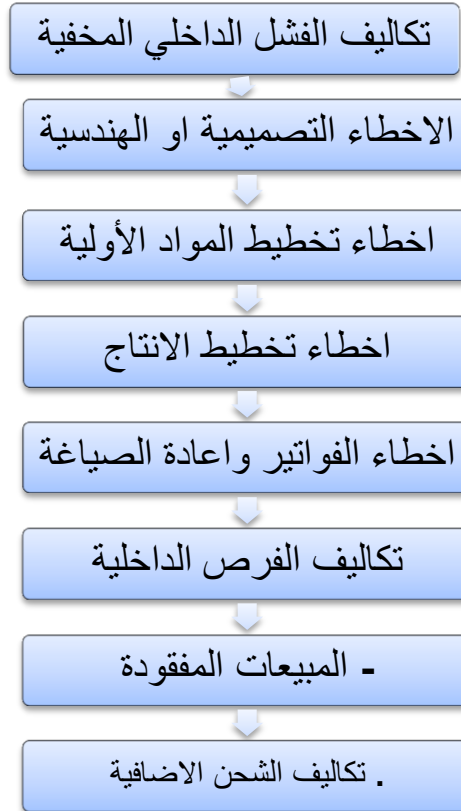 تكاليف الفشل الداخلي المخفية
الاخطاء التصميمية او الهندسية
اخطاء تخطيط المواد الأولية
اخطاء تخطيط الانتاج
اخطاء الفواتير واعادة الصياغة
تكاليف الفرص الداخلية
- المبيعات المفقودة
. تكاليف الشحن الاضافية